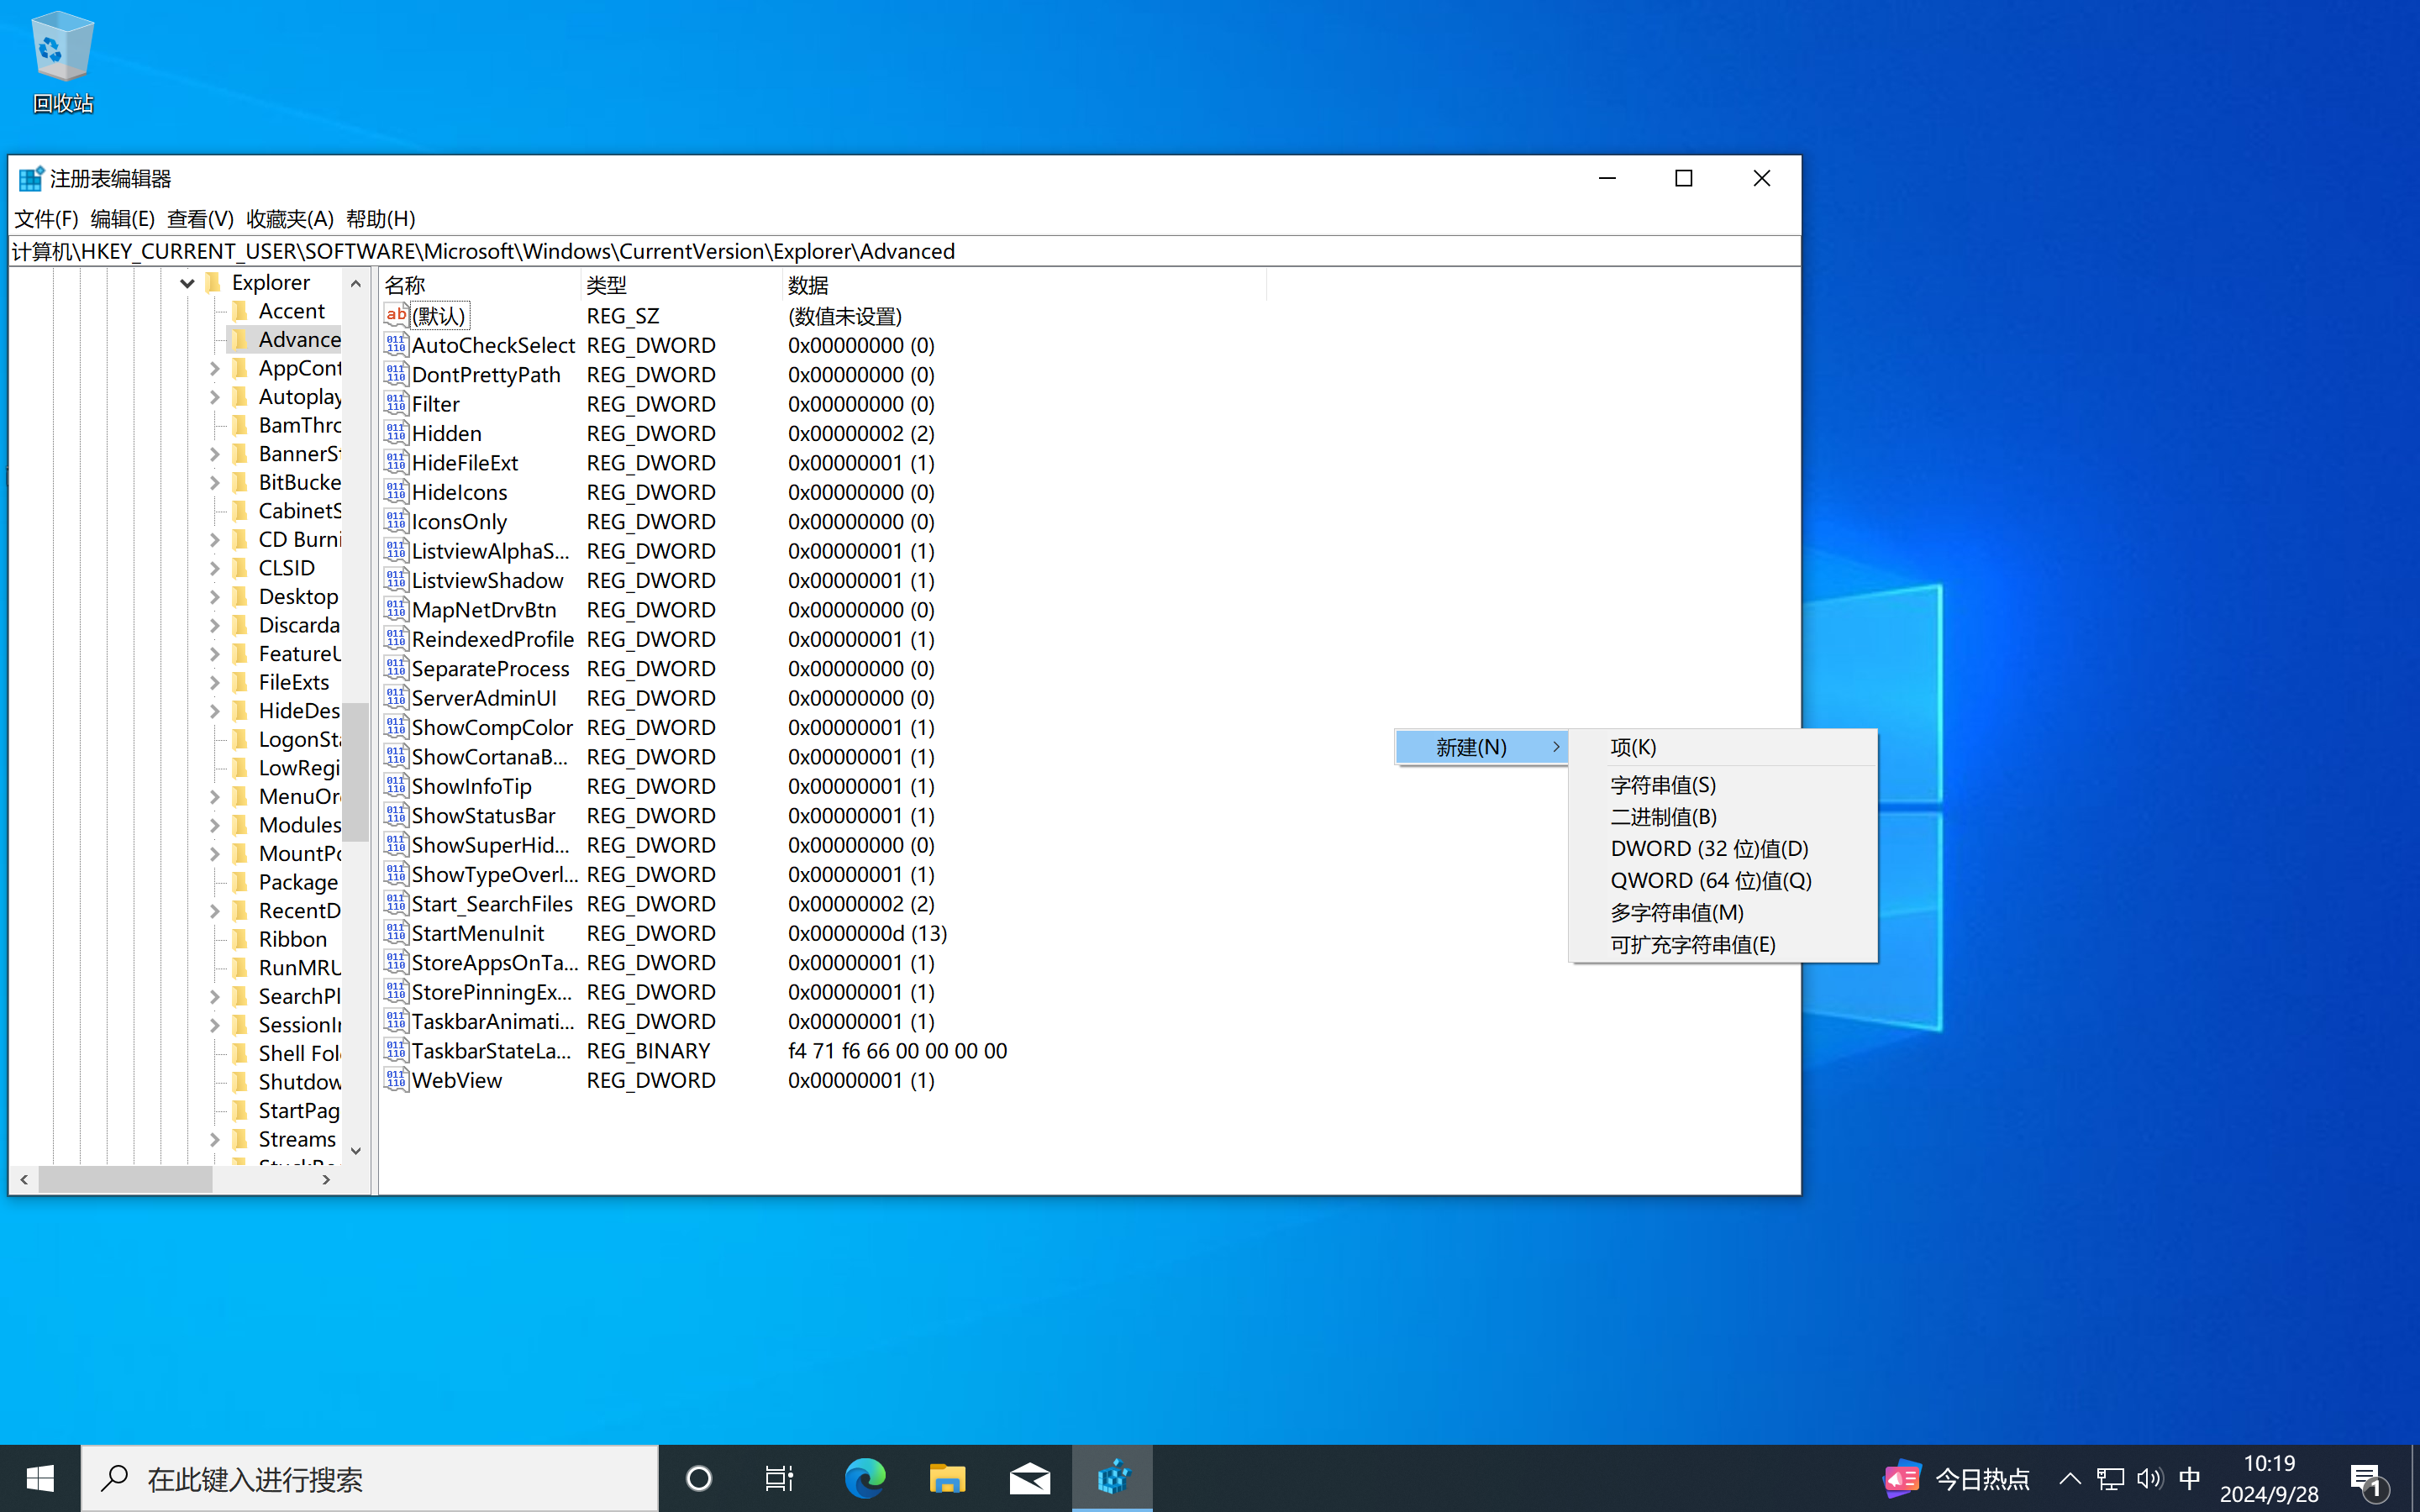 回收站
注册表编辑器
文件(F) 编辑(E) 查看(V) 收藏夹(A) 帮助(H)
计算机\HKEY_CURRENT_USER\SOFTWARE\Microsoft\Windows\CurrentVersion\Explorer\Advanced
Explorer
Accent
Advance
AppCont
Autoplay
BamThro
BannerSt
BitBucke
CabinetS
CD Burni
CLSID
Desktop
Discarda
FeatureU
FileExts
HideDes
LogonSta
LowRegi
MenuOr
Modules
MountPo
Package
RecentD
Ribbon
RunMRU
SearchPl
SessionIn
Shell Fol
Shutdow
StartPag
Streams
名称 类型 数据
(默认) REG_SZ (数值未设置)
AutoCheckSelect REG_DWORD 0x00000000 (0)
DontPrettyPath REG_DWORD 0x00000000 (0)
Filter REG_DWORD 0x00000000 (0)
Hidden REG_DWORD 0x00000002 (2)
HideFileExt REG_DWORD 0x00000001 (1)
HideIcons REG_DWORD 0x00000000 (0)
IconsOnly REG_DWORD 0x00000000 (0)
ListviewAlphaS... REG_DWORD 0x00000001 (1)
ListviewShadow REG_DWORD 0x00000001 (1)
MapNetDrvBtn REG_DWORD 0x00000000 (0)
ReindexedProfile REG_DWORD 0x00000001 (1)
SeparateProcess REG_DWORD 0x00000000 (0)
ServerAdminUI REG_DWORD 0x00000000 (0)
ShowCompColor REG_DWORD 0x00000001 (1)
ShowCortanaB... REG_DWORD 0x00000001 (1)
ShowInfoTip REG_DWORD 0x00000001 (1)
ShowStatusBar REG_DWORD 0x00000001 (1)
ShowSuperHid... REG_DWORD 0x00000000 (0)
ShowTypeOverl... REG_DWORD 0x00000001 (1)
Start_SearchFiles REG_DWORD 0x00000002 (2)
StartMenuInit REG_DWORD 0x0000000d (13)
StoreAppsOnTa... REG_DWORD 0x00000001 (1)
StorePinningEx... REG_DWORD 0x00000001 (1)
TaskbarAnimati... REG_DWORD 0x00000001 (1)
TaskbarStateLa... REG_BINARY f4 71 f6 66 00 00 00 00
WebView REG_DWORD 0x00000001 (1)
新建(N)
项(K)
字符串值(S)
二进制值(B)
DWORD (32 位)值(D)
QWORD (64 位)值(Q)
多字符串值(M)
可扩充字符串值(E)
在此键入进行搜索
今日热点
中
10:19
2024/9/28
1